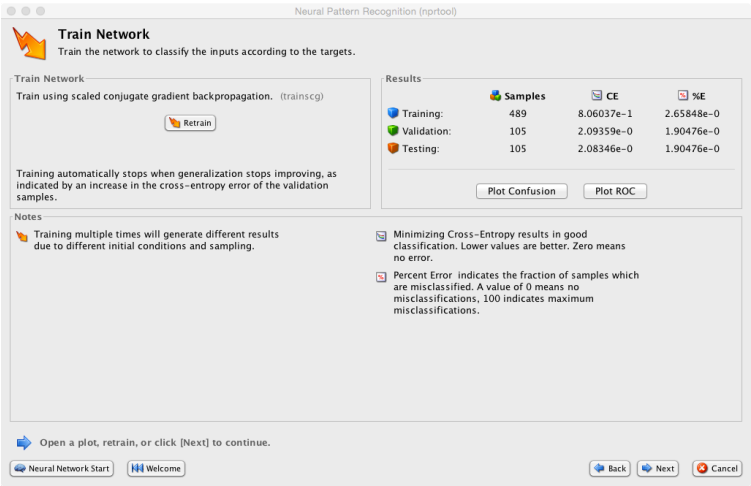 Neural Pattern Recognition (nprtool)
Train Network
Train the network to classify the inputs according to the targets.
Train Network
Train using scaled conjugate gradient backpropagation. (trainscg)
Retrain
Training automatically stops when generalization stops improving, as
indicated by an increase in the cross-entropy error of the validation
samples.
Results
Samples CE %E
Training: 489 8.06037e-1 2.65848e-0
Validation: 105 2.09359e-0 1.90476e-0
Testing: 105 2.08346e-0 1.90476e-0
Plot Confusion Plot ROC
Notes
Training multiple times will generate different results
due to different initial conditions and sampling.
Minimizing Cross-Entropy results in good
classification. Lower values are better. Zero means
no error.
Percent Error indicates the fraction of samples which
are misclassified. A value of 0 means no
misclassifications, 100 indicates maximum
misclassifications.
Open a plot, retrain, or click [Next] to continue.
Neural Network Start Welcome Back Next Cancel